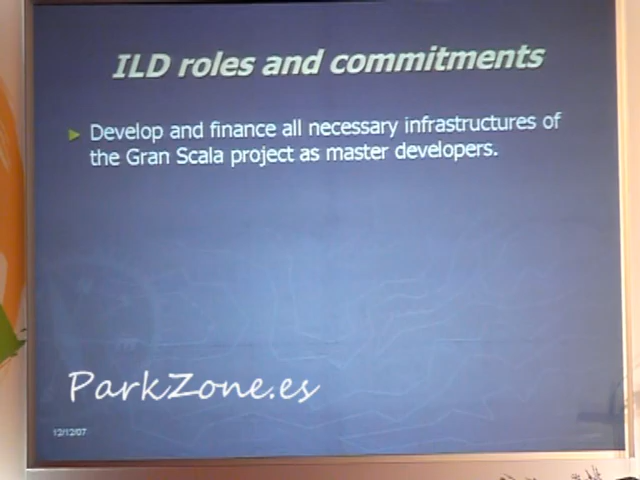 ILD roles and commitments
Develop and finance all necessary infrastructures of
the Gran Scala project as master developers.
ParkZone.es
12/12/07